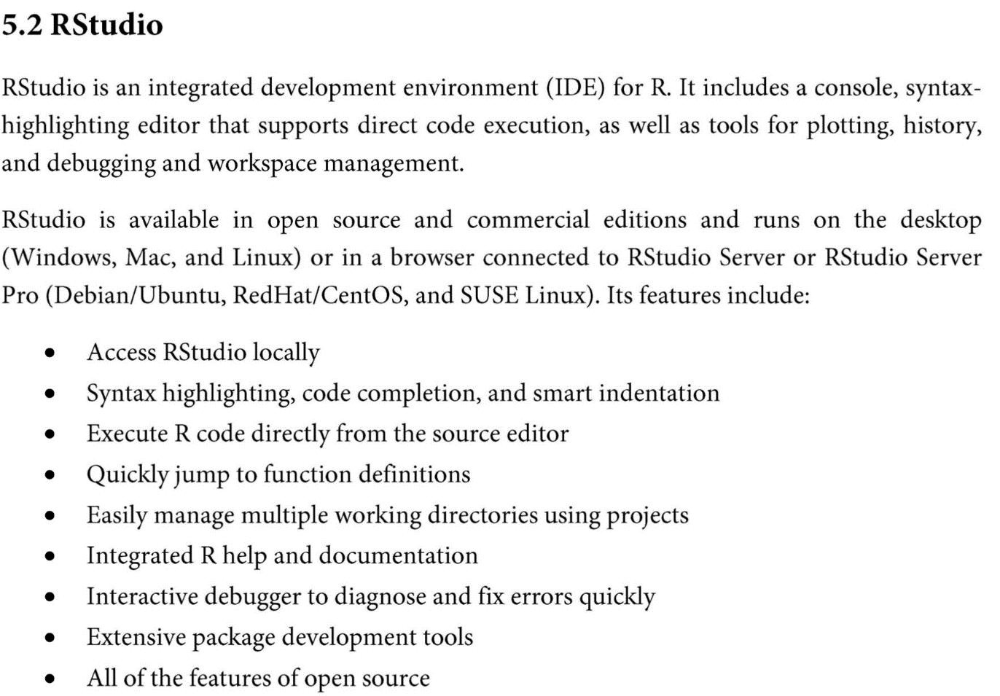 5.2 RStudio
RStudio is an integrated development environment (IDE) for R. It includes a console, syntax-
highlighting editor that supports direct code execution, as well as tools for plotting, history,
and debugging and workspace management.
RStudio is available in open source and commercial editions and runs on the desktop
(Windows, Mac, and Linux) or in a browser connected to RStudio Server or RStudio Server
Pro (Debian/Ubuntu, RedHat/CentOS, and SUSE Linux). Its features include:
• Access RStudio locally
• Syntax highlighting, code completion, and smart indentation
• Execute R code directly from the source editor
• Quickly jump to function definitions
• Easily manage multiple working directories using projects
• Integrated R help and documentation
• Interactive debugger to diagnose and fix errors quickly
• Extensive package development tools
• All of the features of open source